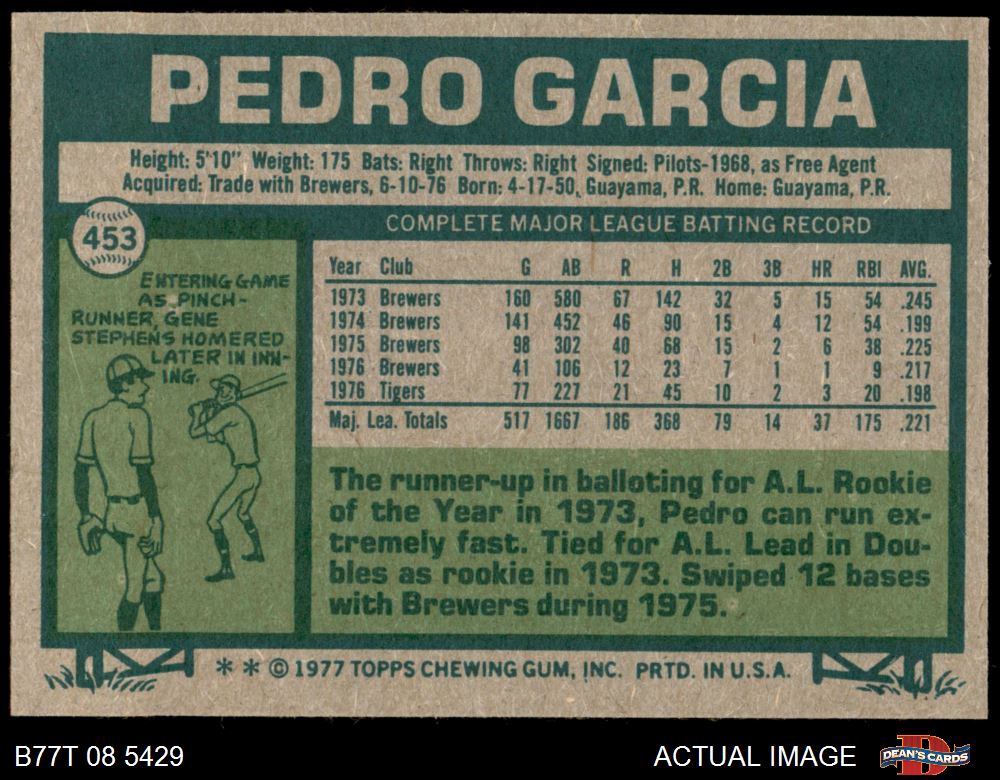 PEDRO GARCIA
Height: 5'10" Weight: 175 Bats: Right Throws: Right Signed: Pilots-1968, as Free Agent
Acquired: Trade with Brewers, 6-10-76 Born: 4-17-50, Guayama, P.R. Home: Guayama, P.R.
453
ENTERING GAME
AS PINCH-
RUNNER, GENE
STEPHENS HOMERED
LATER IN INN-
ING.
COMPLETE MAJOR LEAGUE BATTING RECORD
Year Club G AB R H 2B 3B HR RBI AVG.
1973 Brewers 160 580 67 142 32 5 15 54 .245
1974 Brewers 141 452 46 90 15 4 12 54 .199
1975 Brewers 98 302 40 68 15 2 6 38 .225
1976 Brewers 41 106 12 23 7 1 1 9 .217
1976 Tigers 77 227 21 45 10 2 3 20 .198
Maj. Lea. Totals 517 1667 186 368 79 14 37 175 .221
The runner-up in balloting for A.L. Rookie
of the Year in 1973, Pedro can run ex-
tremely fast. Tied for A.L. Lead in Dou-
bles as rookie in 1973. Swiped 12 bases
with Brewers during 1975.
* * © 1977 TOPPS CHEWING GUM, INC. PRTD. IN U.S.A.
B77T 08 5429
ACTUAL IMAGE
D
DEAN'S CARDS